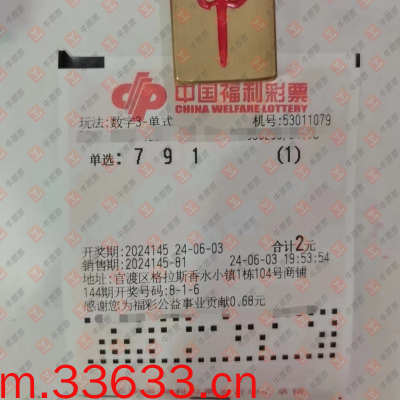 中国福利彩票
CHINA WELFARE LOTTERY
玩法:数字3-单式 机号:53011079
单选: 7 9 1 (1)
开奖期:2024145 24-06-03 合计2元
销售期:2024145-81 24-06-03 19:53:54
地址:官渡区格拉斯香水小镇1栋104号商铺
144期开奖号码:8-1-6
感谢您为福彩公益事业贡献0.68元
m.33633.cn